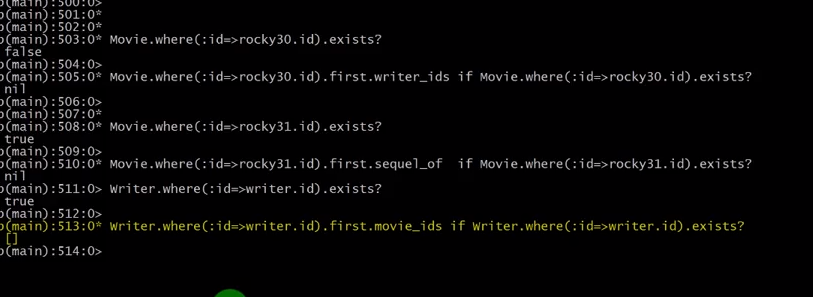 b(main):500:0>
b(main):501:0*
b(main):502:0*
b(main):503:0* Movie.where(:id=>rocky30.id).exists?
false
b(main):504:0>
b(main):505:0* Movie.where(:id=>rocky30.id).first.writer_ids if Movie.where(:id=>rocky30.id).exists?
nil
b(main):506:0>
b(main):507:0*
b(main):508:0* Movie.where(:id=>rocky31.id).exists?
true
b(main):509:0>
b(main):510:0* Movie.where(:id=>rocky31.id).first.sequel_of  if Movie.where(:id=>rocky31.id).exists?
nil
b(main):511:0> Writer.where(:id=>writer.id).exists?
true
b(main):512:0>
b(main):513:0* Writer.where(:id=>writer.id).first.movie_ids if Writer.where(:id=>writer.id).exists?
[]
b(main):514:0>